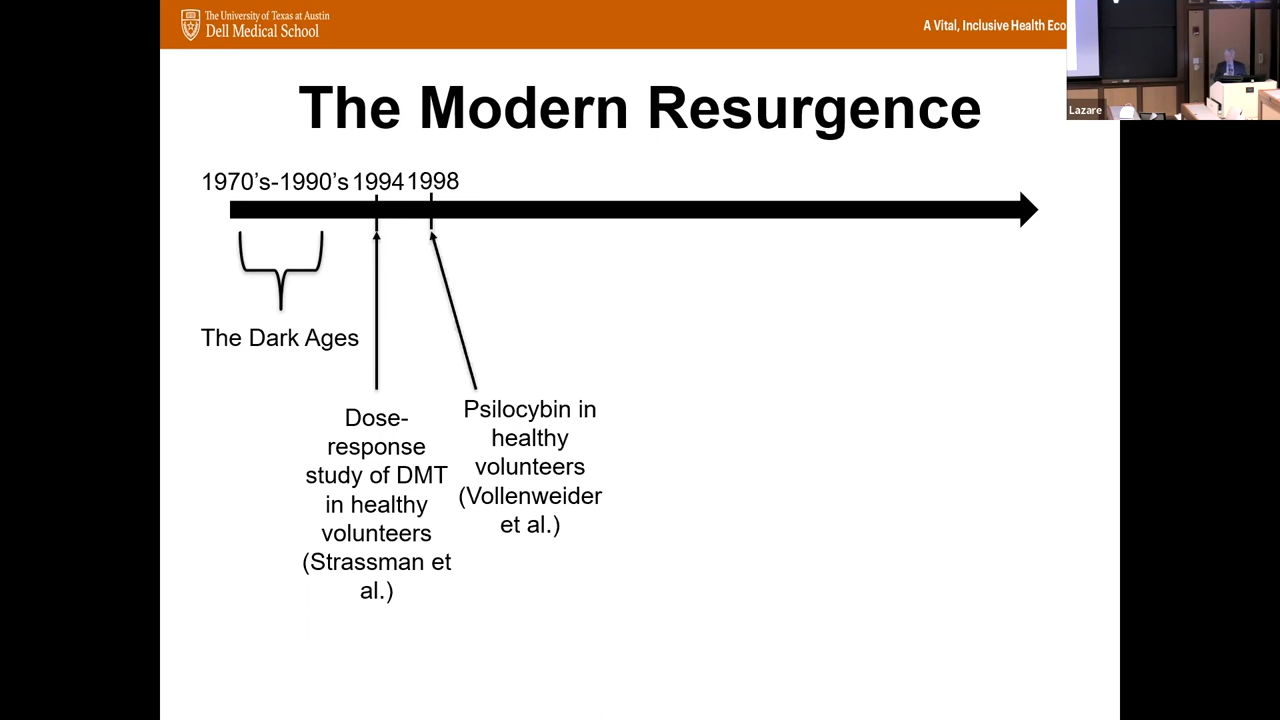 The University of Texas at Austin
Dell Medical School
A Vital, Inclusive Health Eco
Lazare
The Modern Resurgence
1970’s-1990’s 1994 1998
The Dark Ages
Dose-
response
study of DMT
in healthy
volunteers
(Strassman et
al.)
Psilocybin in
healthy
volunteers
(Vollenweider
et al.)